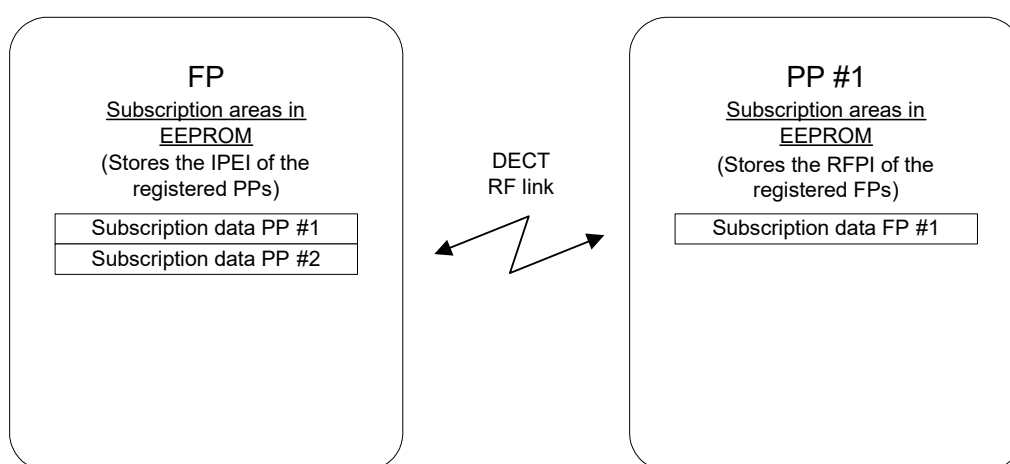 FP
Subscription areas in
EEPROM
(Stores the IPEI of the
registered PPs)
Subscription data PP #1
Subscription data PP #2
DECT
RF link
PP #1
Subscription areas in
EEPROM
(Stores the RFPI of the
registered FPs)
Subscription data FP #1